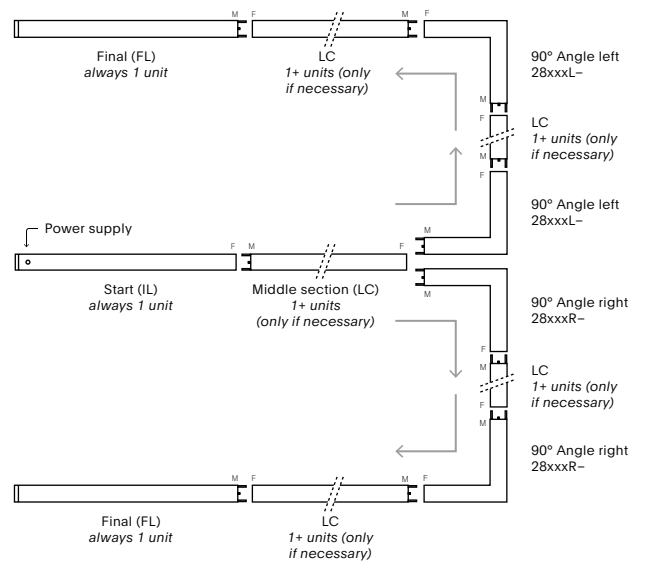 M F M F
Final (FL)
always 1 unit
LC
1+ units (only
if necessary)
90° Angle left
28xxxL–
M
F
LC
1+ units (only
if necessary)
M
F
90° Angle left
28xxxL–
M
Power supply
F M F
Start (IL)
always 1 unit
Middle section (LC)
1+ units
(only if necessary)
M
90° Angle right
28xxxR–
F
M
LC
1+ units (only
if necessary)
F
M
90° Angle right
28xxxR–
M F M F
Final (FL)
always 1 unit
LC
1+ units (only
if necessary)